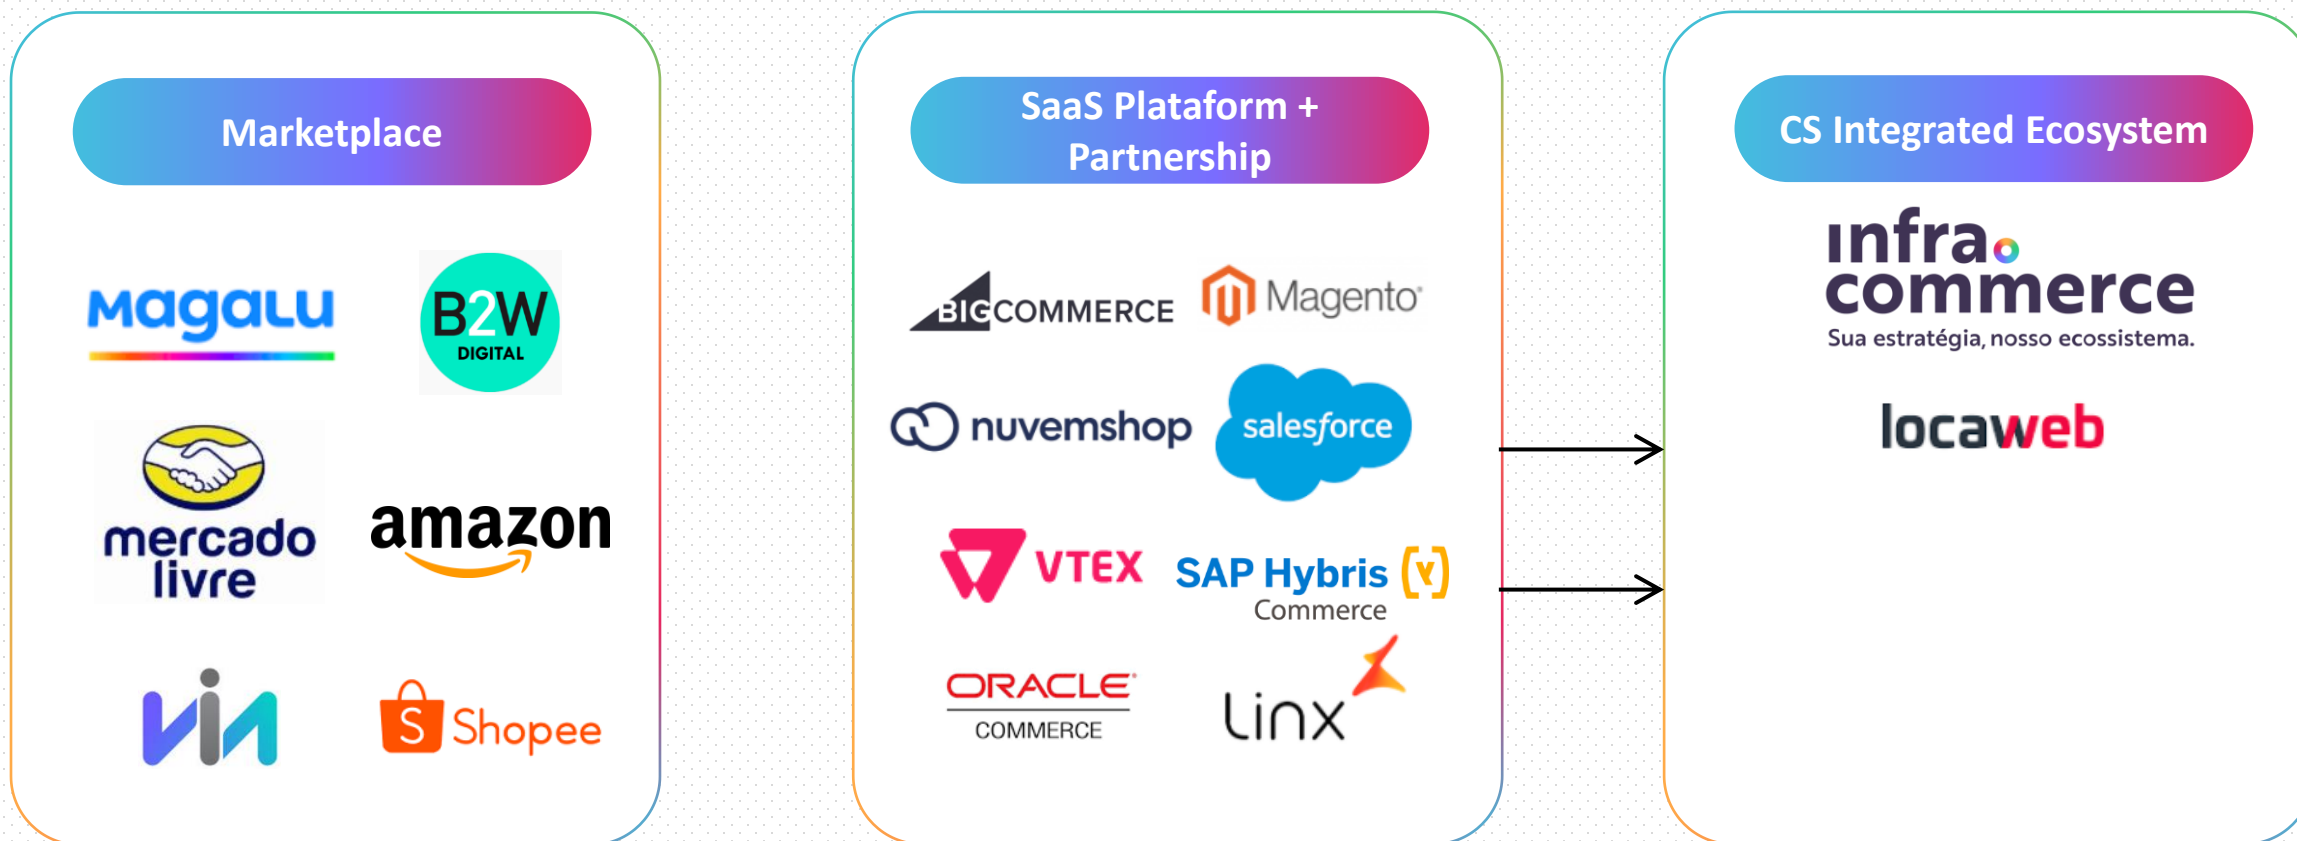 Marketplace
Magalu
B2W
DIGITAL
mercado
livre
amazon
via
S Shopee
SaaS Plataform +
Partnership
BIGCOMMERCE
Magento
nuvemshop
salesforce
VTEX
SAP Hybris (Y)
Commerce
ORACLE
COMMERCE
Linx
CS Integrated Ecosystem
infra.
commerce
Sua estratégia, nosso ecossistema.
locaweb